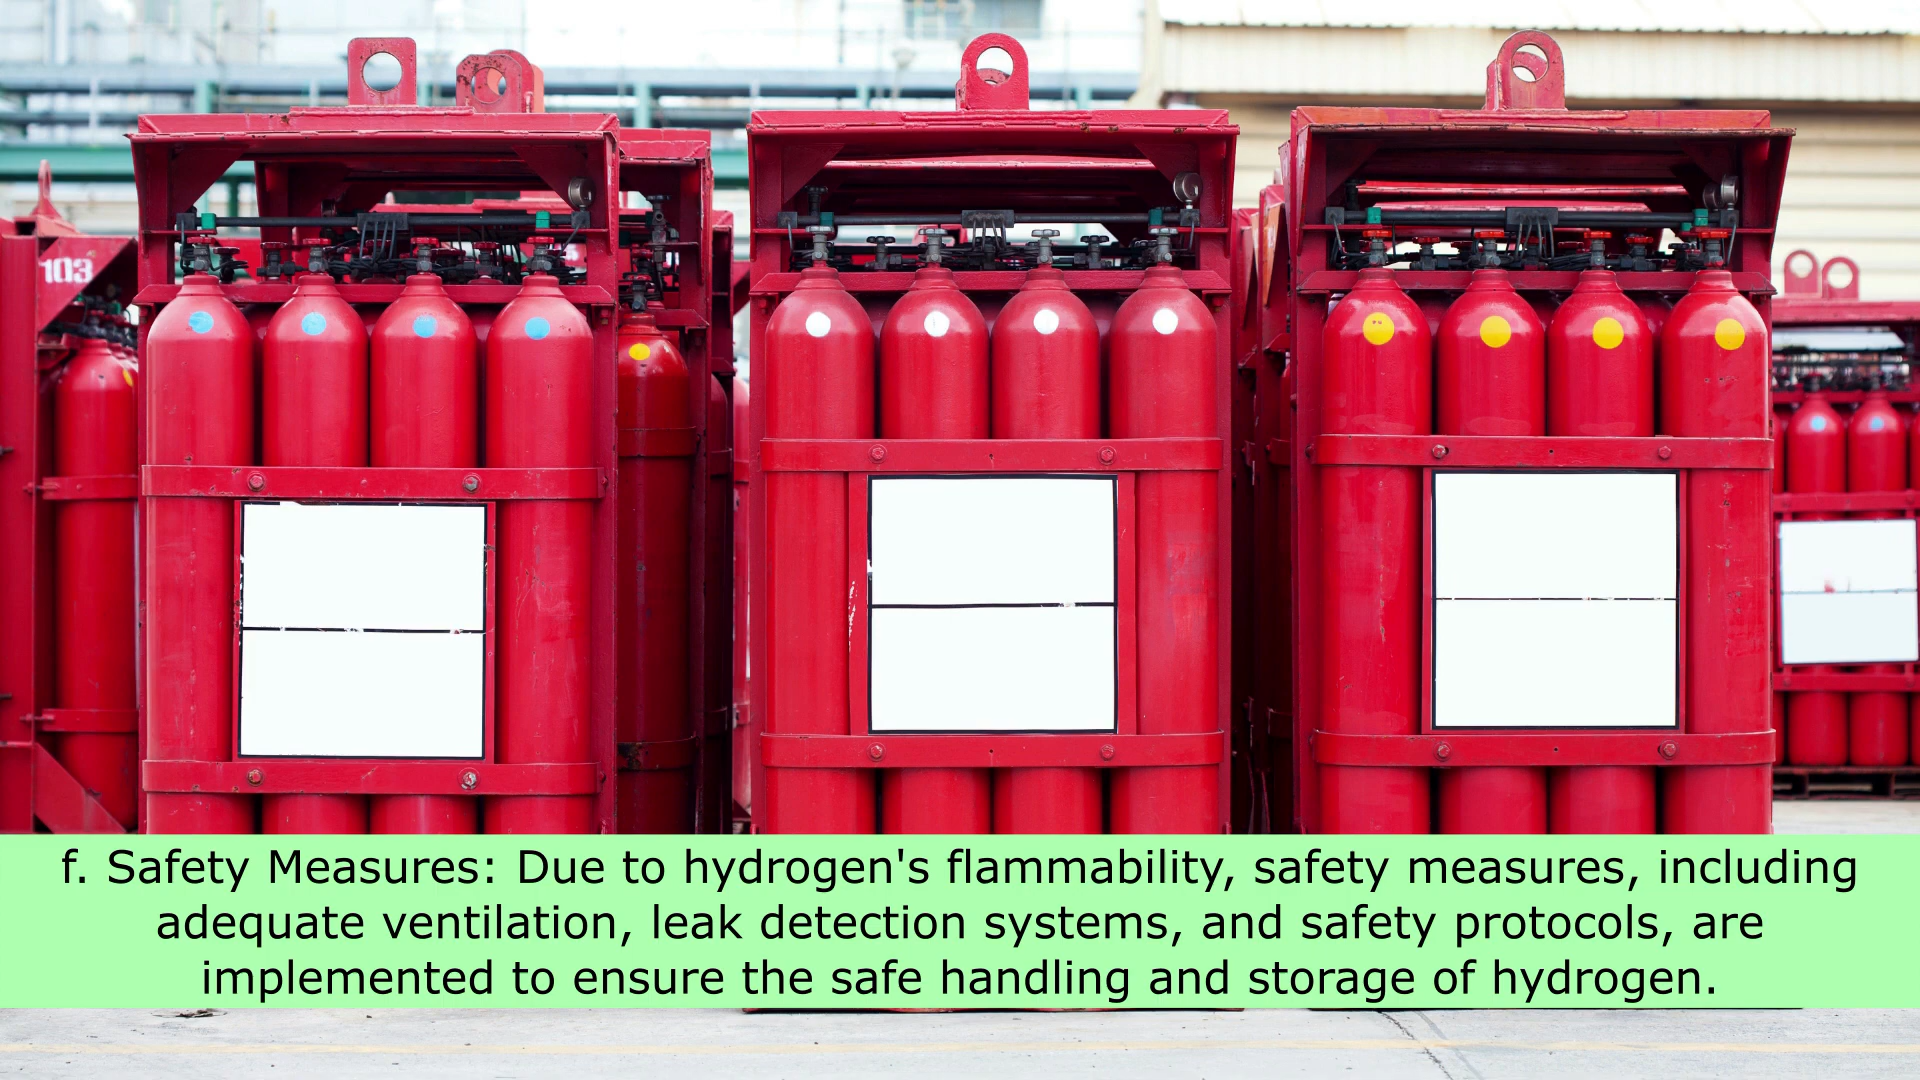 103
f. Safety Measures: Due to hydrogen's flammability, safety measures, including
adequate ventilation, leak detection systems, and safety protocols, are
implemented to ensure the safe handling and storage of hydrogen.